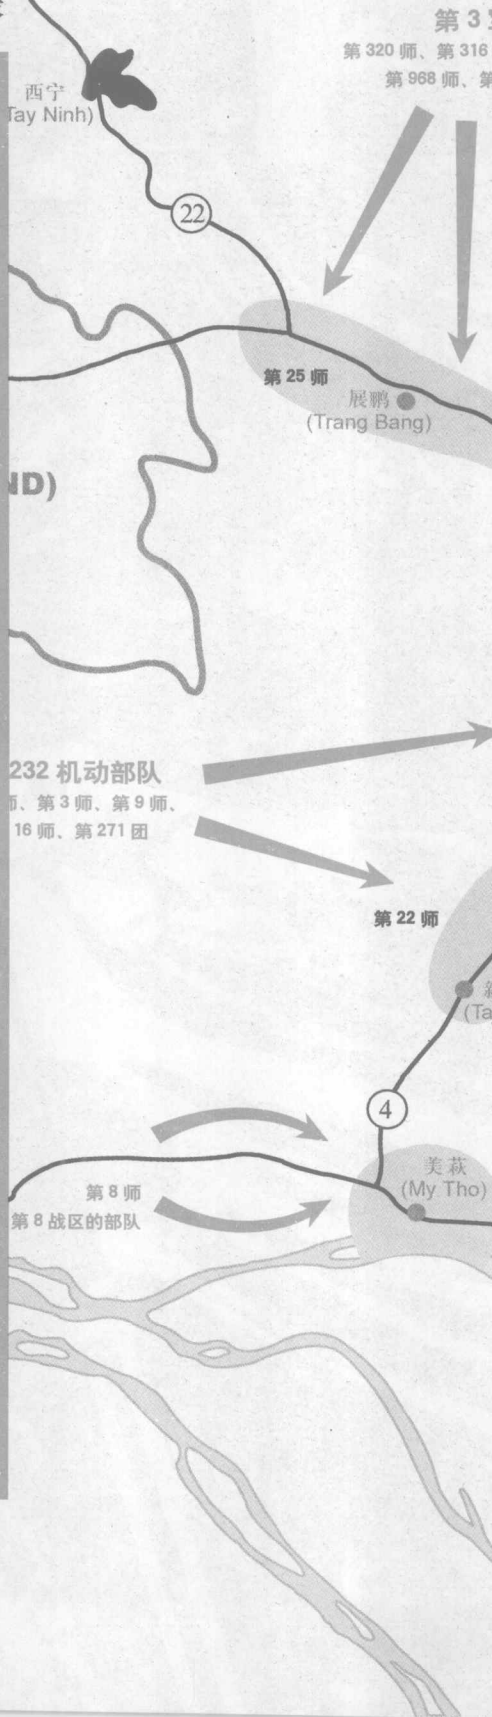 第 3
第 320 师、第 316
第 968 师、第
西宁
Tay Ninh)
22
第 25 师
展鹏
(Trang Bang)
ND)
232 机动部队
师、第 3 师、第 9 师、
16 师、第 271 团
第 22 师
(Ta
4
美萩
(My Tho)
第 8 师
第 8 战区的部队